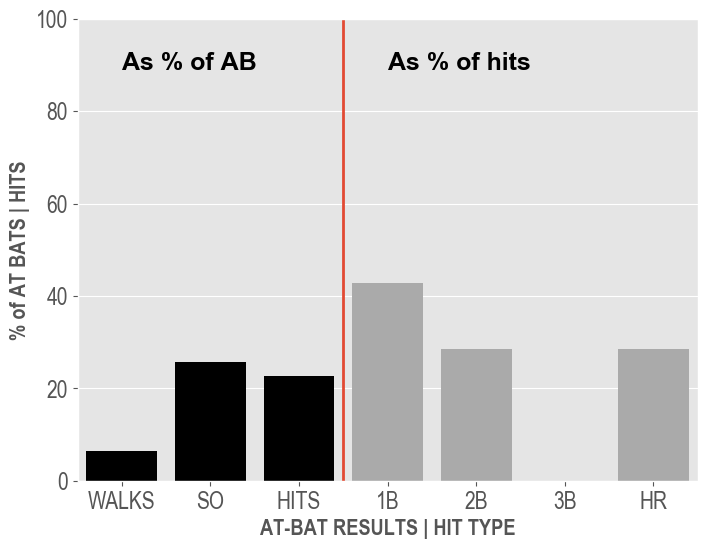 100
80
60
40
20
0
As % of AB
As % of hits
% of AT BATS | HITS
WALKS SO HITS 1B 2B 3B HR
AT-BAT RESULTS | HIT TYPE